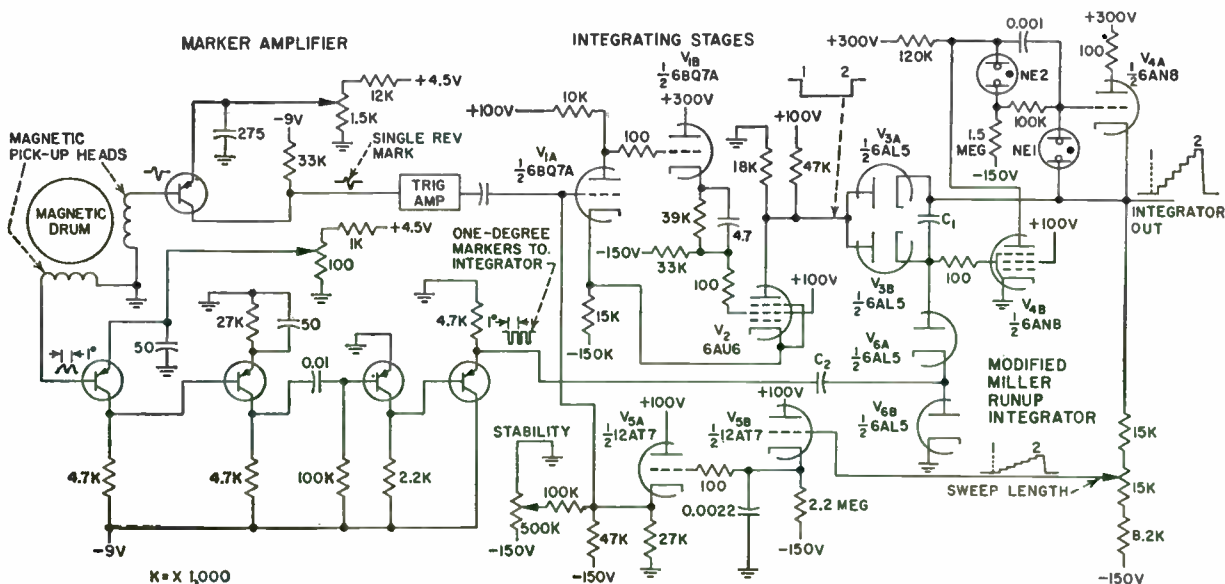 MARKER AMPLIFIER
INTEGRATING STAGES
MAGNETIC
PICK-UP HEADS
MAGNETIC
DRUM
275
-9V
33K
12K
+4.5V
1.5K
SINGLE REV
MARK
TRIG
AMP
1K
+4.5V
100
ONE-DEGREE
MARKERS TO
INTEGRATOR
1°
1°
50
27K
50
0.01
4.7K
4.7K
4.7K
100K
2.2K
-9V
K = X 1,000
+100V
10K
V1A
1/2 6BQ7A
100
V1B
1/2 6BQ7A
+300V
39K
4.7
-150V
33K
100
15K
-150K
1 2
+100V
18K
47K
V2
6AU6
+100V
V3A
1/2 6AL5
V3B
1/2 6AL5
C1
100
+300V
120K
0.001
NE2
100K
1.5
MEG
-150V
NE1
+300V
100
V4A
1/2 6AN8
+100V
V4B
1/2 6AN8
1 2
INTEGRATOR
OUT
V6A
1/2 6AL5
C2
V6B
1/2 6AL5
MODIFIED
MILLER
RUNUP
INTEGRATOR
1 2
SWEEP LENGTH
15K
15K
8.2K
-150V
STABILITY
100K
500K
-150V
47K
-150V
V5A
1/2 12AT7
+100V
27K
100
0.0022
V5B
1/2 12AT7
+100V
2.2 MEG
-150V